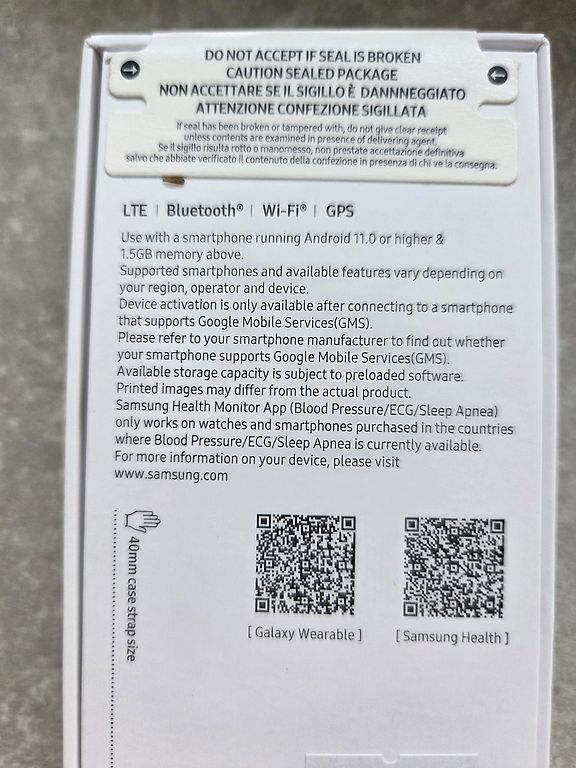 DO NOT ACCEPT IF SEAL IS BROKEN
CAUTION SEALED PACKAGE
NON ACCETTARE SE IL SIGILLO È DANNNEGGIATO
ATTENZIONE CONFEZIONE SIGILLATA
If seal has been broken or tampered with, do not give clear receipt
unless contents are examined in presence of delivering agent.
Se il sigillo risulta rotto o manomesso, non prestate accettazione definitiva
salvo che abbiate verificato il contenuto della confezione in presenza di chi ve la consegna.
LTE | Bluetooth® | Wi-Fi® | GPS
Use with a smartphone running Android 11.0 or higher &
1.5GB memory above.
Supported smartphones and available features vary depending on
your region, operator and device.
Device activation is only available after connecting to a smartphone
that supports Google Mobile Services(GMS).
Please refer to your smartphone manufacturer to find out whether
your smartphone supports Google Mobile Services(GMS).
Available storage capacity is subject to preloaded software.
Printed images may differ from the actual product.
Samsung Health Monitor App (Blood Pressure/ECG/Sleep Apnea)
only works on watches and smartphones purchased in the countries
where Blood Pressure/ECG/Sleep Apnea is currently available.
For more information on your device, please visit
www.samsung.com
40mm case strap size
[ Galaxy Wearable ]
[ Samsung Health ]